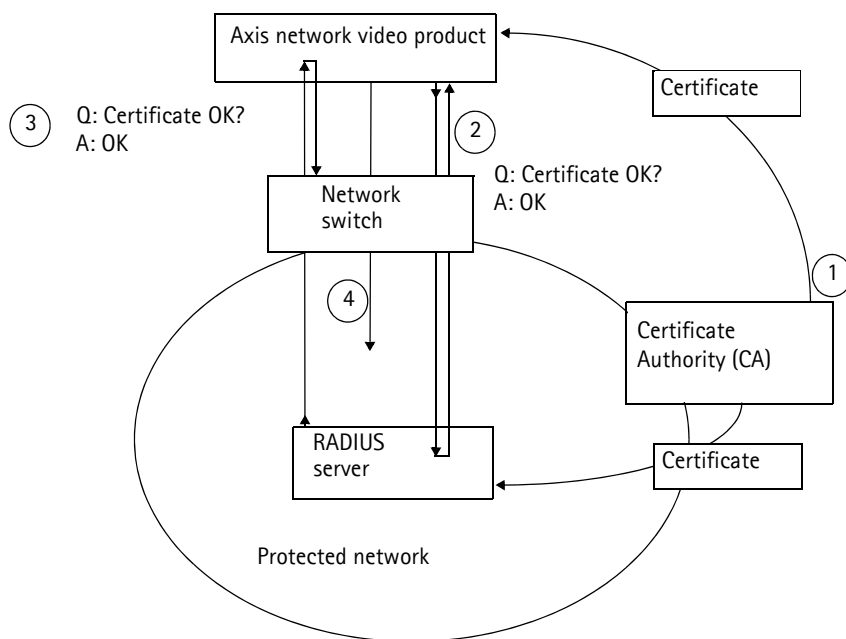 Axis network video product
Certificate
3
Q: Certificate OK?
A: OK
2
Q: Certificate OK?
A: OK
Network
switch
1
4
Certificate
Authority (CA)
RADIUS
server
Certificate
Protected network